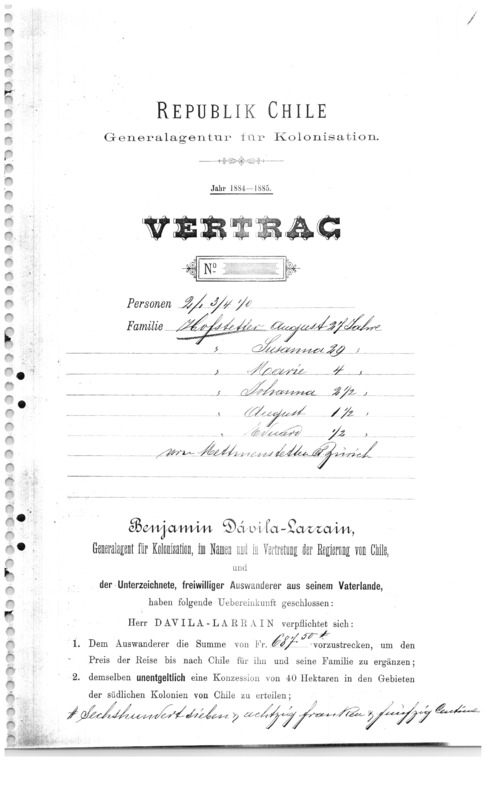 REPUBLIK CHILE
Generalagentur für Kolonisation.
Jahr 1884—1885.
VERTRAG
No
Personen 2/1 3/4 1/0
Familie Hofstetter August 27 Jahre
" Susanna 29 "
" Marie 4 "
" Johanna 2 1/2 "
" August 1 1/2 "
" Eduard 1/2 "
von Mettmenstetten Zürich
Benjamin Dávila-Larrain,
Generalagent für Kolonisation, im Namen und in Vertretung der Regierung von Chile,
und
der Unterzeichnete, freiwilliger Auswanderer aus seinem Vaterlande,
haben folgende Uebereinkunft geschlossen:
Herr DAVILA-LARRAIN verpflichtet sich:
1. Dem Auswanderer die Summe von Fr. 687.50 * vorzustrecken, um den
Preis der Reise bis nach Chile für ihn und seine Familie zu ergänzen;
2. demselben unentgeltlich eine Konzession von 40 Hektaren in den Gebieten
der südlichen Kolonien von Chile zu erteilen;
* Sechshundert sieben & achtzig franken & fünfzig Centime